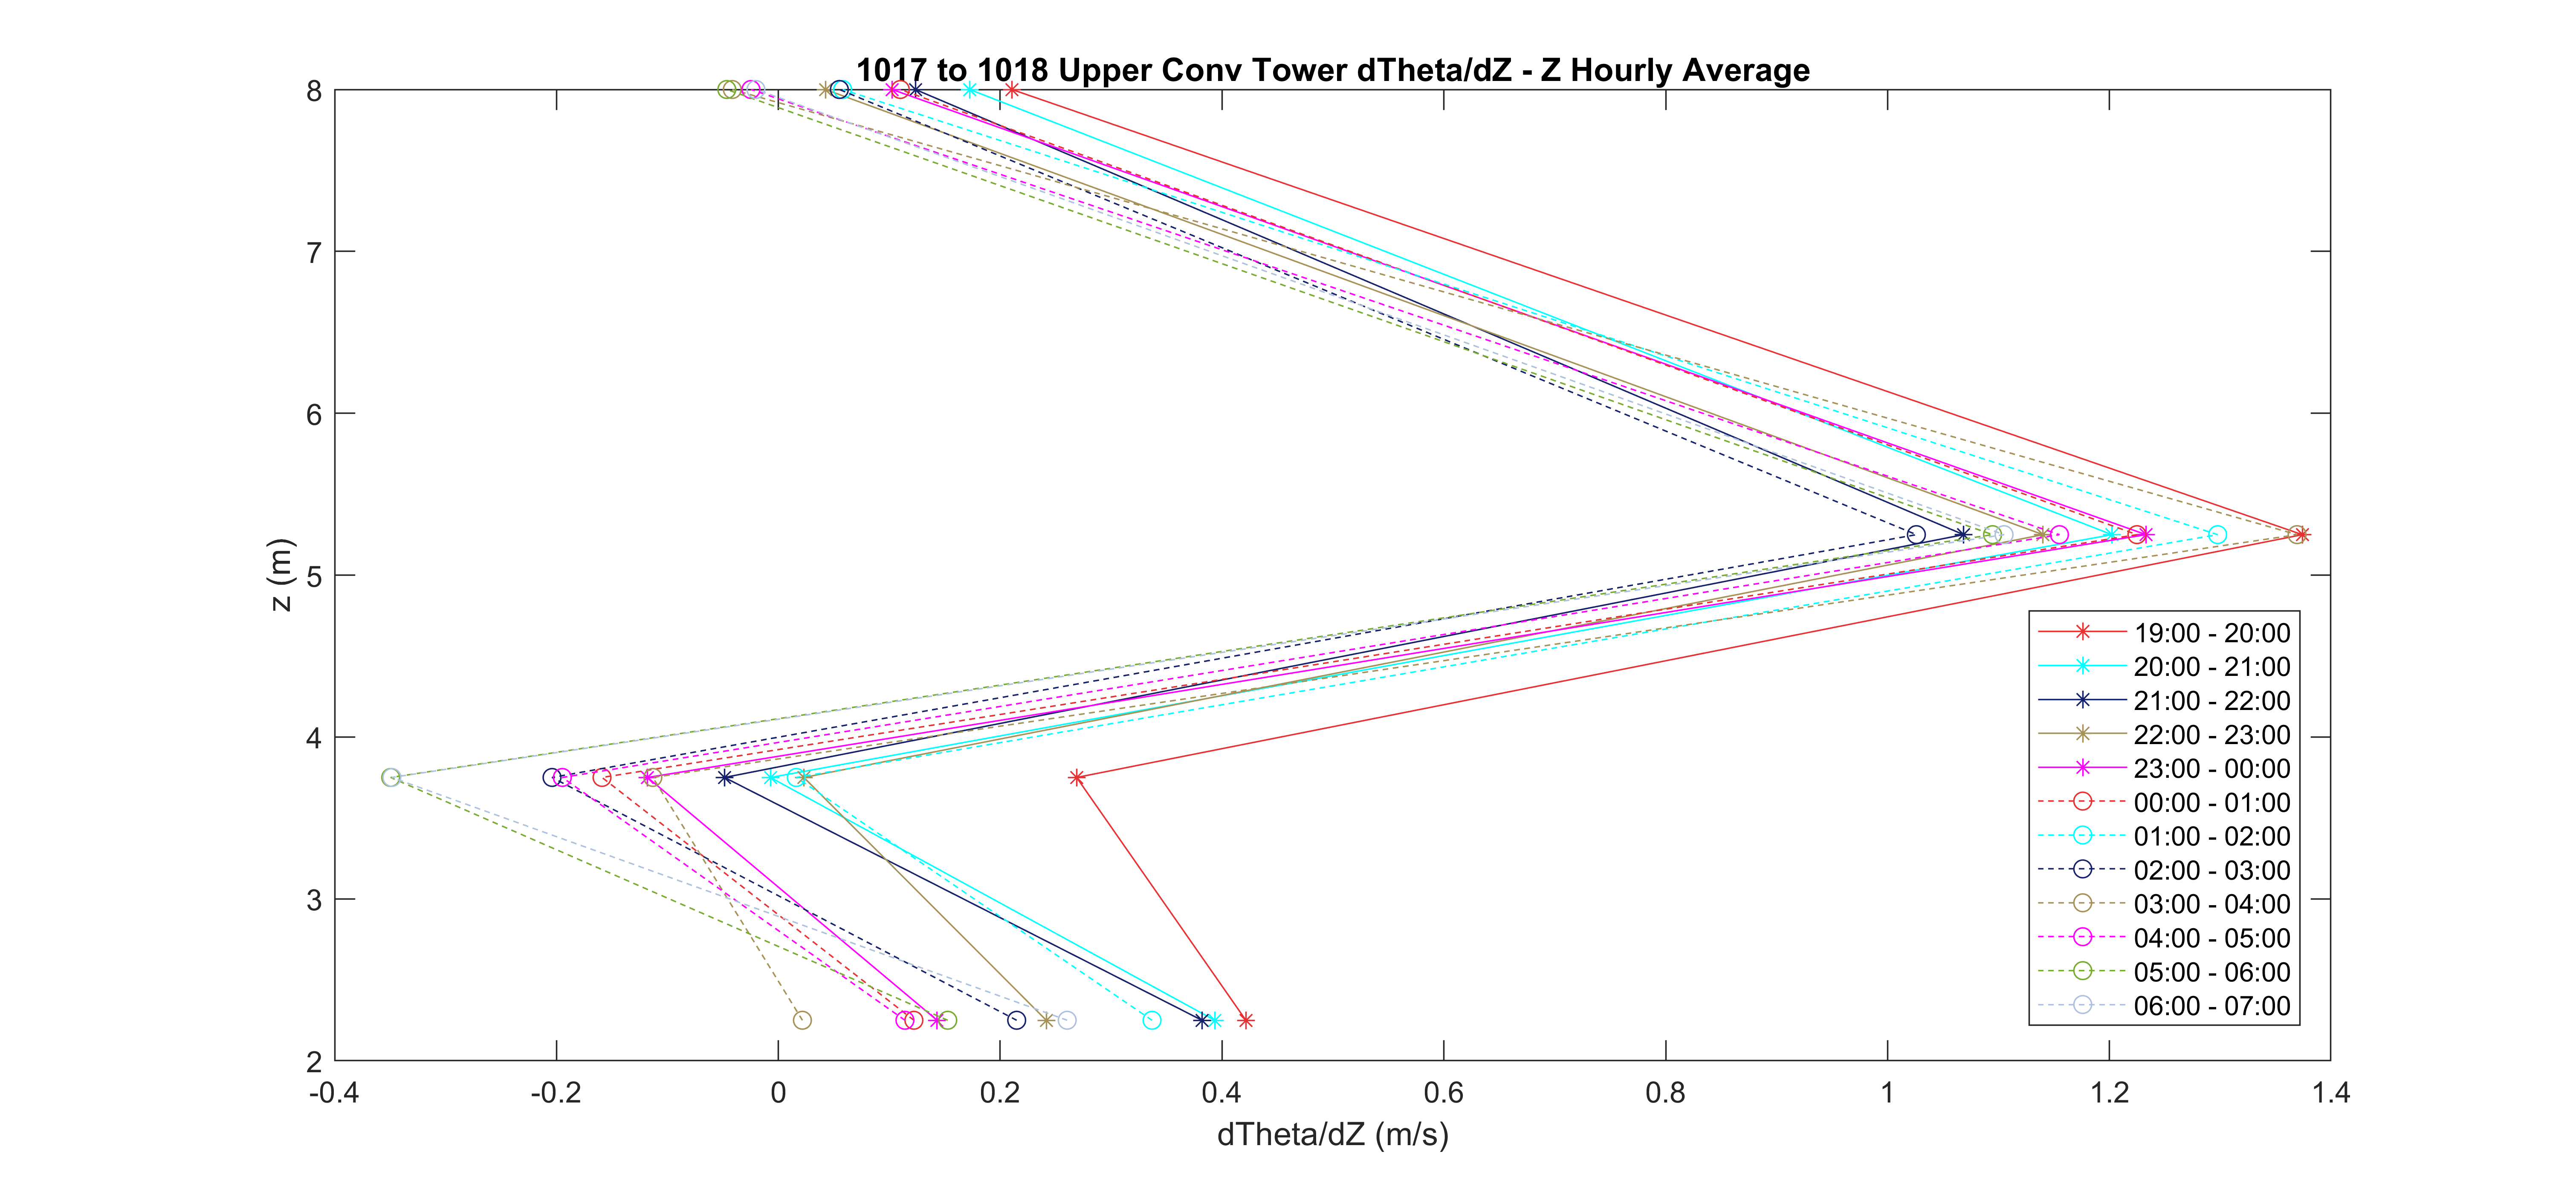 1017 to 1018 Upper Conv Tower dTheta/dZ - Z Hourly Average
8
7
6
5
4
3
2
z (m)
-0.4 -0.2 0 0.2 0.4 0.6 0.8 1 1.2 1.4
dTheta/dZ (m/s)
19:00 - 20:00
20:00 - 21:00
21:00 - 22:00
22:00 - 23:00
23:00 - 00:00
00:00 - 01:00
01:00 - 02:00
02:00 - 03:00
03:00 - 04:00
04:00 - 05:00
05:00 - 06:00
06:00 - 07:00